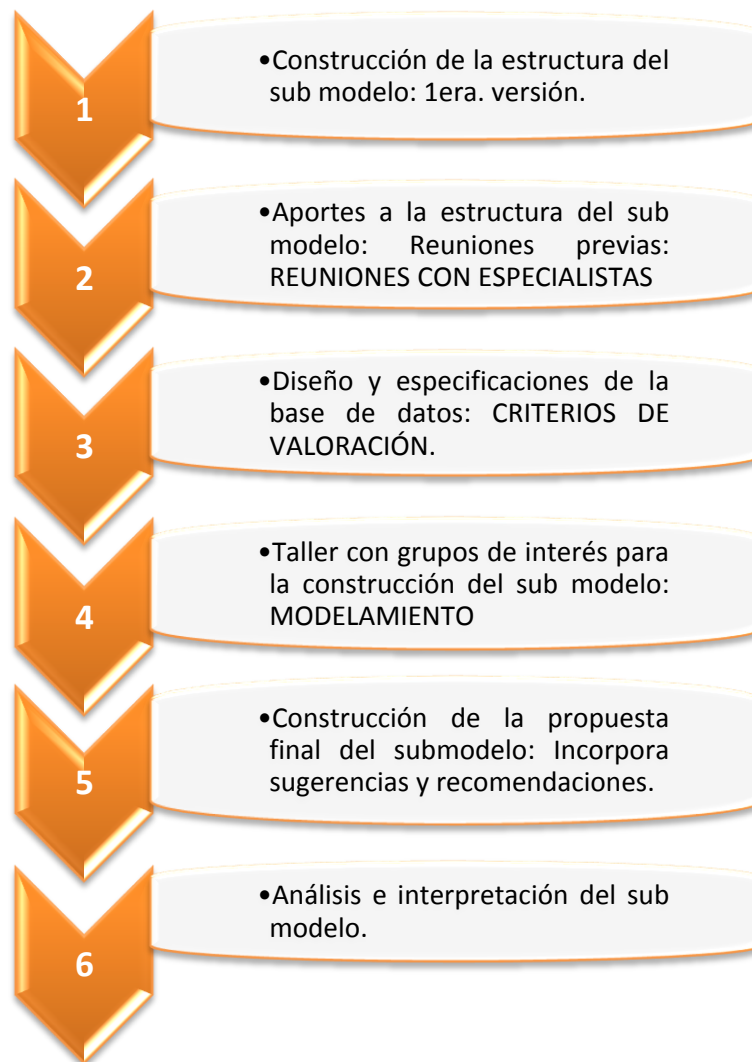 1
•Construcción de la estructura del
sub modelo: 1era. versión.
2
•Aportes a la estructura del sub
modelo: Reuniones previas:
REUNIONES CON ESPECIALISTAS
3
•Diseño y especificaciones de la
base de datos: CRITERIOS DE
VALORACIÓN.
4
•Taller con grupos de interés para
la construcción del sub modelo:
MODELAMIENTO
5
•Construcción de la propuesta
final del submodelo: Incorpora
sugerencias y recomendaciones.
6
•Análisis e interpretación del sub
modelo.